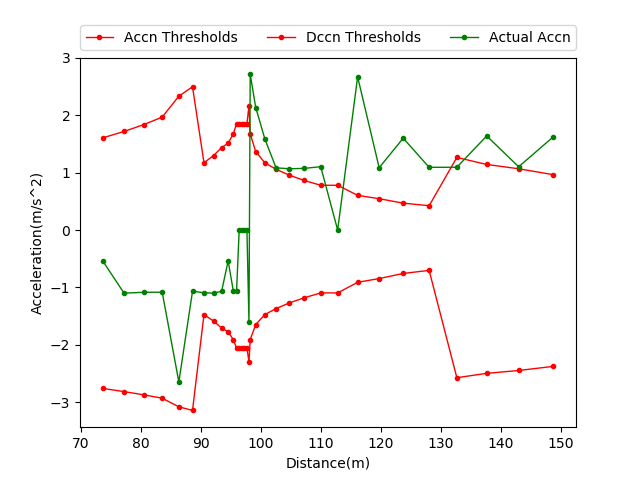 Accn Thresholds Dccn Thresholds Actual Accn
3
2
1
0
−1
−2
−3
Acceleration(m/s^2)
70 80 90 100 110 120 130 140 150
Distance(m)